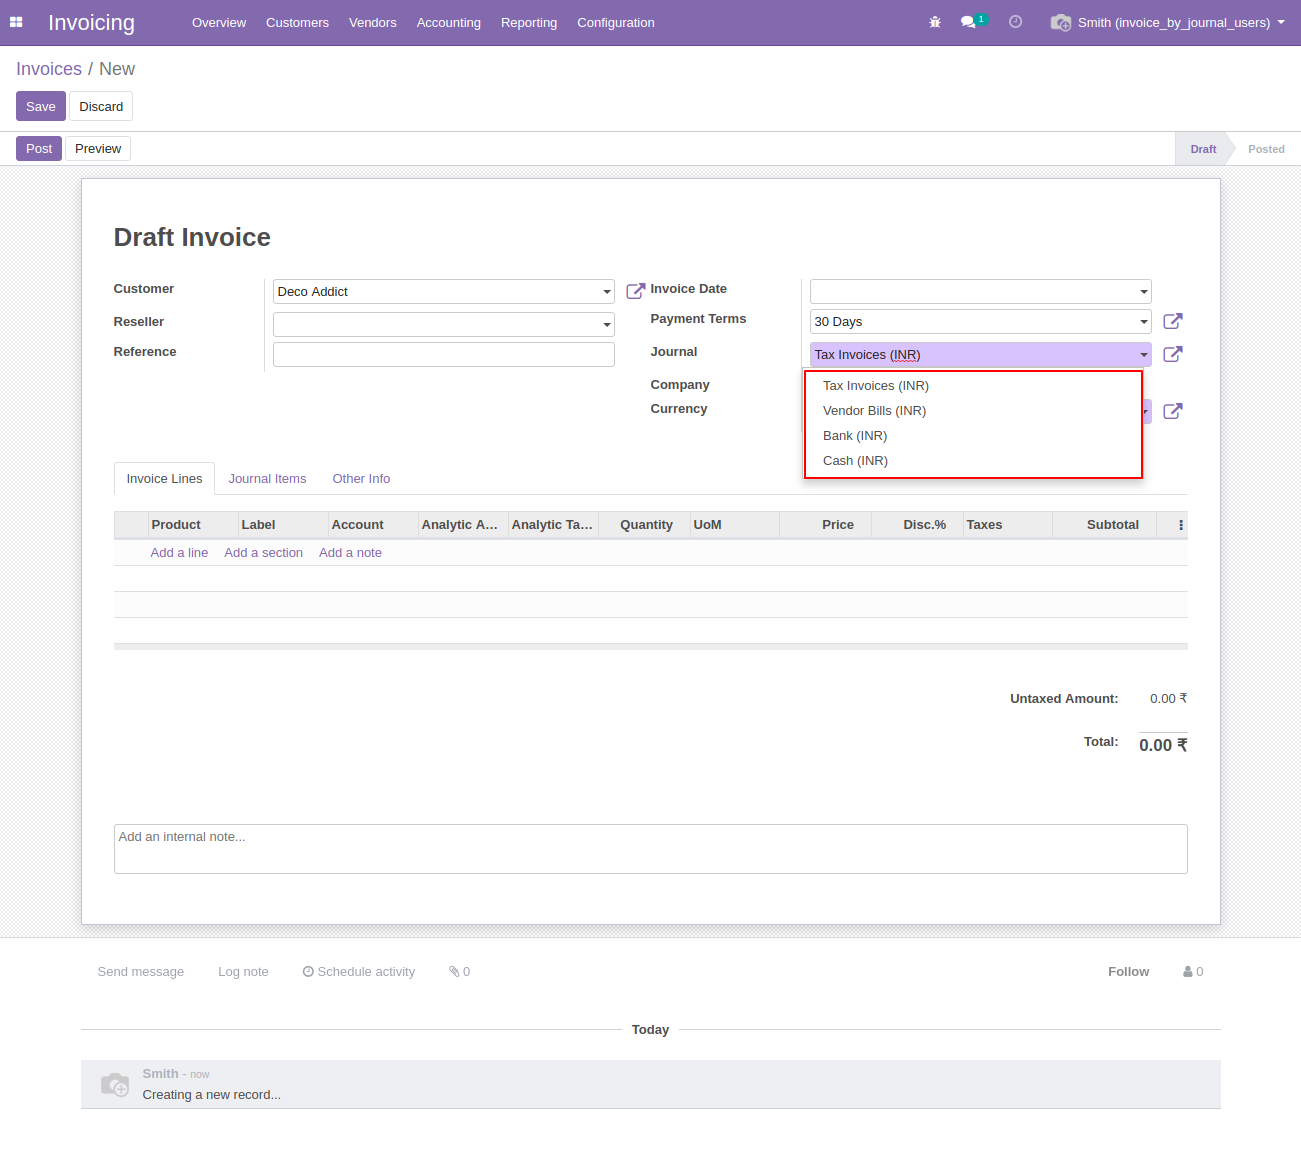 Invoicing Overview Customers Vendors Accounting Reporting Configuration 1 Smith (invoice_by_journal_users)
Invoices / New
Save Discard
Post Preview Draft Posted
Draft Invoice
Customer Deco Addict Invoice Date
Reseller Payment Terms 30 Days
Reference Journal Tax Invoices (INR)
Company Tax Invoices (INR)
Currency Vendor Bills (INR)
Bank (INR)
Cash (INR)
Invoice Lines Journal Items Other Info
Product Label Account Analytic A... Analytic Ta... Quantity UoM Price Disc.% Taxes Subtotal
Add a line Add a section Add a note
Untaxed Amount: 0.00 ₹
Total: 0.00 ₹
Add an internal note...
Send message Log note Schedule activity 0 Follow 0
Today
Smith - now
Creating a new record...